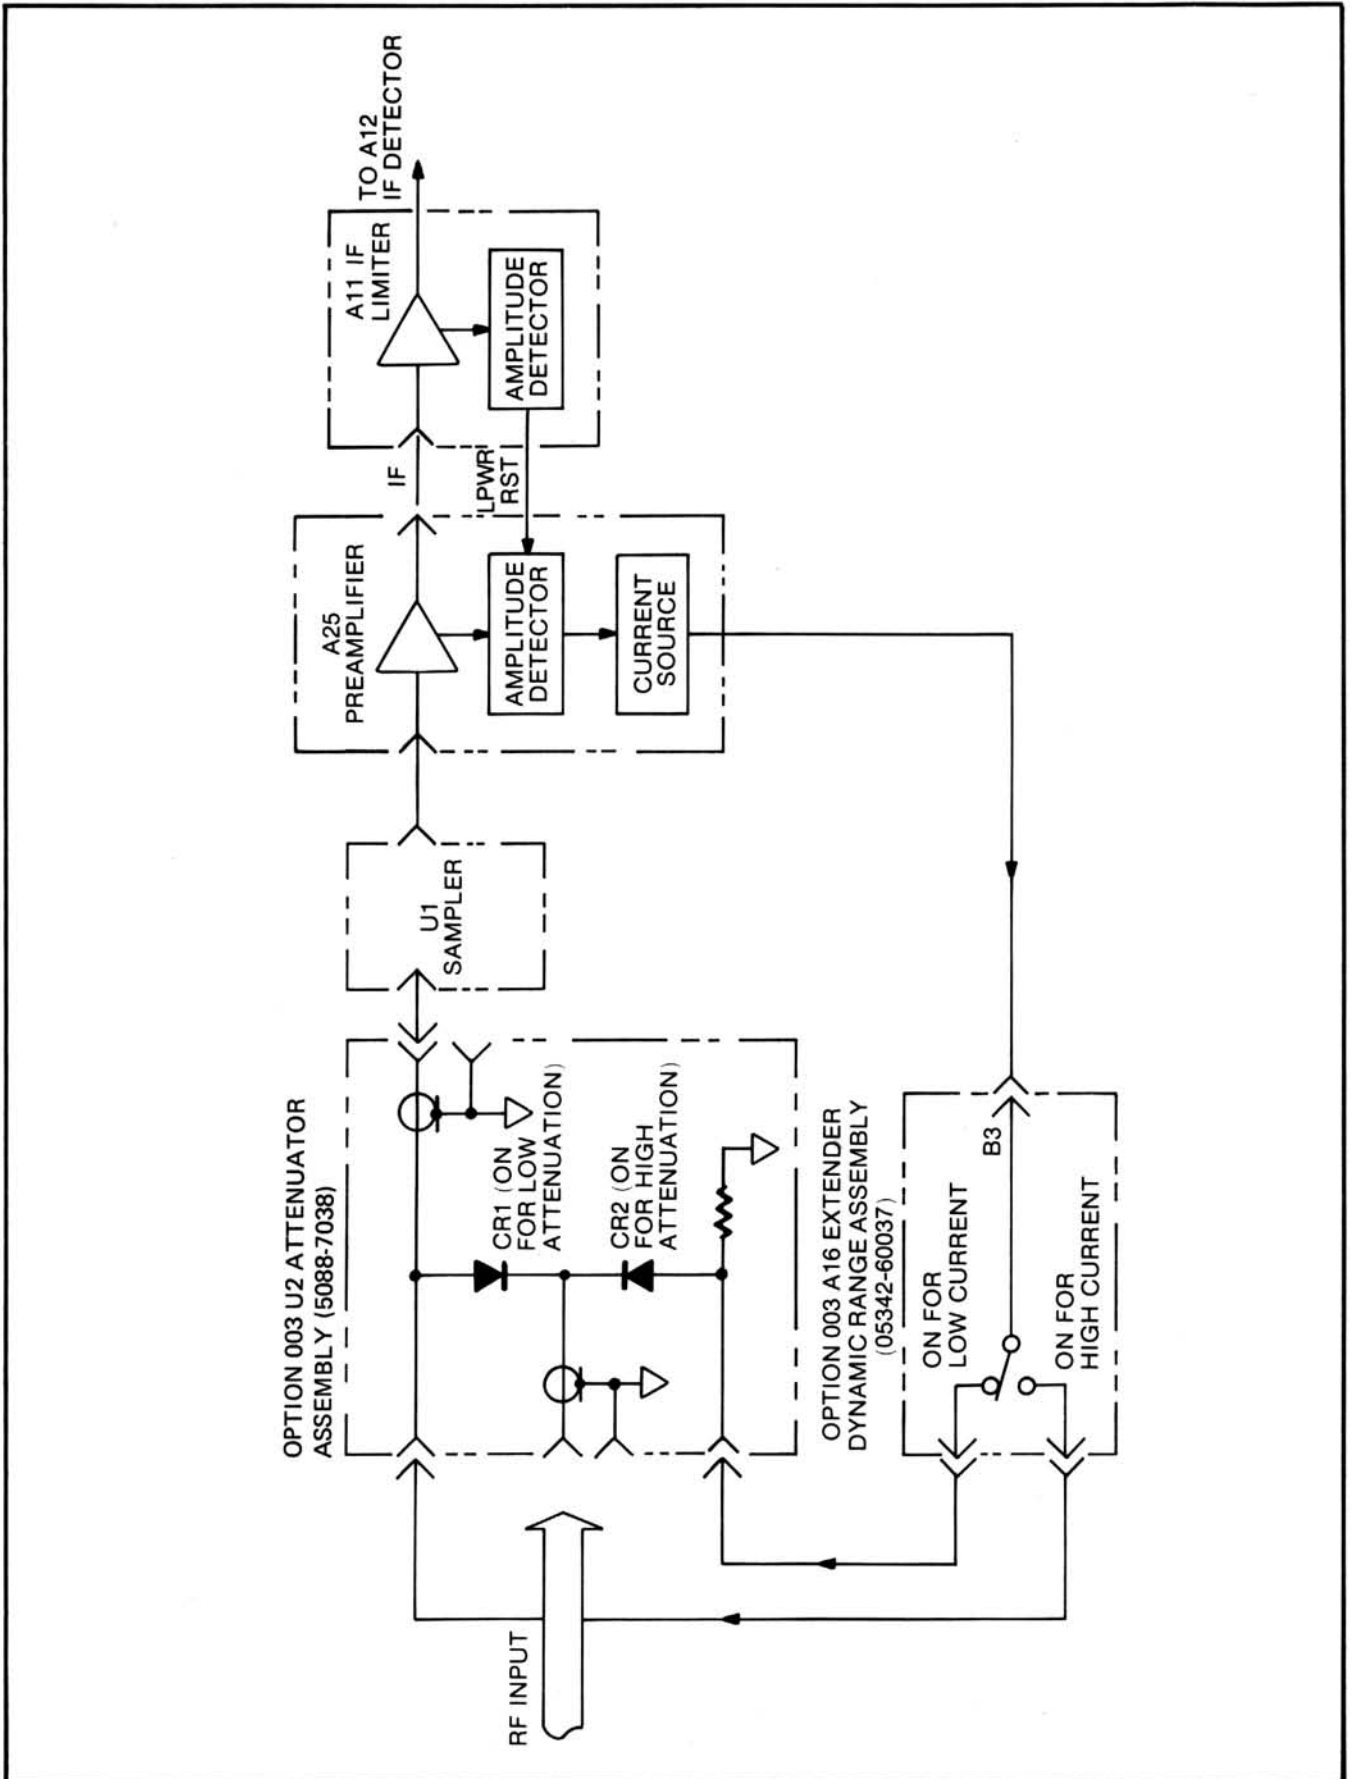 RF INPUT
OPTION 003 U2 ATTENUATOR
ASSEMBLY (5088-7038)
CR1 (ON
FOR LOW
ATTENUATION)
CR2 (ON
FOR HIGH
ATTENUATION)
OPTION 003 A16 EXTENDER
DYNAMIC RANGE ASSEMBLY
(05342-60037)
ON FOR
LOW CURRENT
ON FOR
HIGH CURRENT
B3
U1
SAMPLER
A25
PREAMPLIFIER
AMPLITUDE
DETECTOR
CURRENT
SOURCE
IF
LPWR
RST
A11 IF
LIMITER
AMPLITUDE
DETECTOR
TO A12
IF DETECTOR